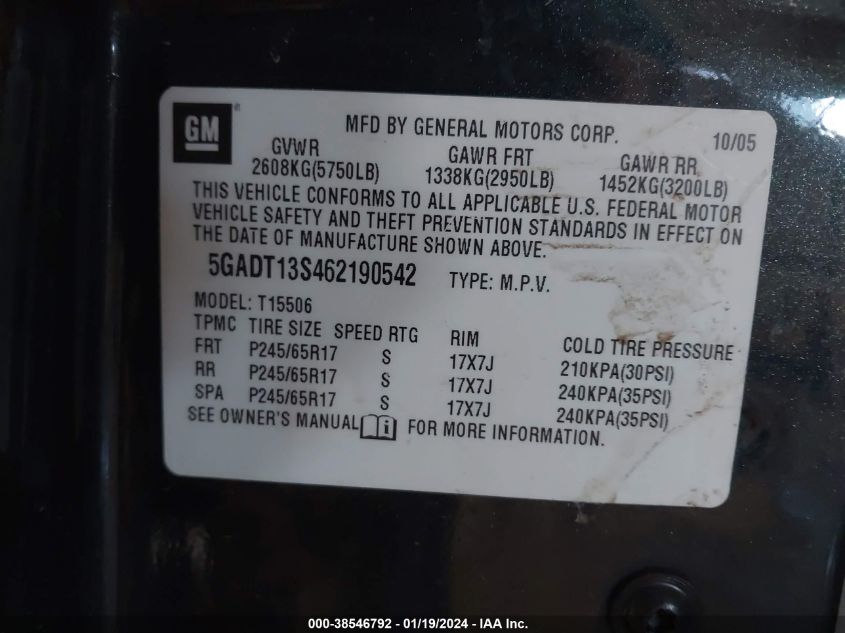 GM ®
MFD BY GENERAL MOTORS CORP. 10/05
GVWR GAWR FRT GAWR RR
2608KG(5750LB) 1338KG(2950LB) 1452KG(3200LB)
THIS VEHICLE CONFORMS TO ALL APPLICABLE U.S. FEDERAL MOTOR
VEHICLE SAFETY AND THEFT PREVENTION STANDARDS IN EFFECT ON
THE DATE OF MANUFACTURE SHOWN ABOVE.
5GADT13S462190542 TYPE: M.P.V.
MODEL: T15506
TPMC TIRE SIZE SPEED RTG RIM COLD TIRE PRESSURE
FRT P245/65R17 S 17X7J 210KPA(30PSI)
RR P245/65R17 S 17X7J 240KPA(35PSI)
SPA P245/65R17 S 17X7J 240KPA(35PSI)
SEE OWNER'S MANUAL i FOR MORE INFORMATION.
000-38546792 - 01/19/2024 - IAA Inc.